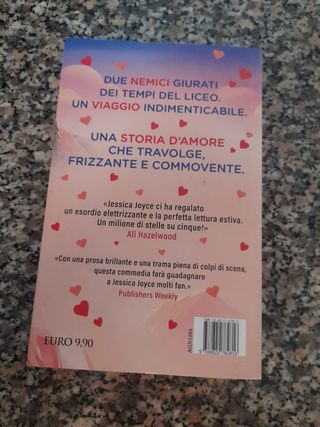 DUE NEMICI GIURATI
DEI TEMPI DEL LICEO.
UN VIAGGIO INDIMENTICABILE.
UNA STORIA D'AMORE
CHE TRAVOLGE,
FRIZZANTE E COMMOVENTE.
«Jessica Joyce ci ha regalato
un esordio elettrizzante e la perfetta lettura estiva.
Un milione di stelle su cinque!»
Ali Hazelwood
«Con una prosa brillante e una trama piena di colpi di scena,
questa commedia farà guadagnare
a Jessica Joyce molti fan.»
Publishers Weekly
EURO 9,90